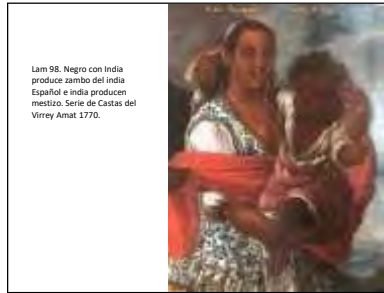 Lam 98. Negro con India
produce zambo del india
Español e india producen
mestizo. Serie de Castas del
Virrey Amat 1770.